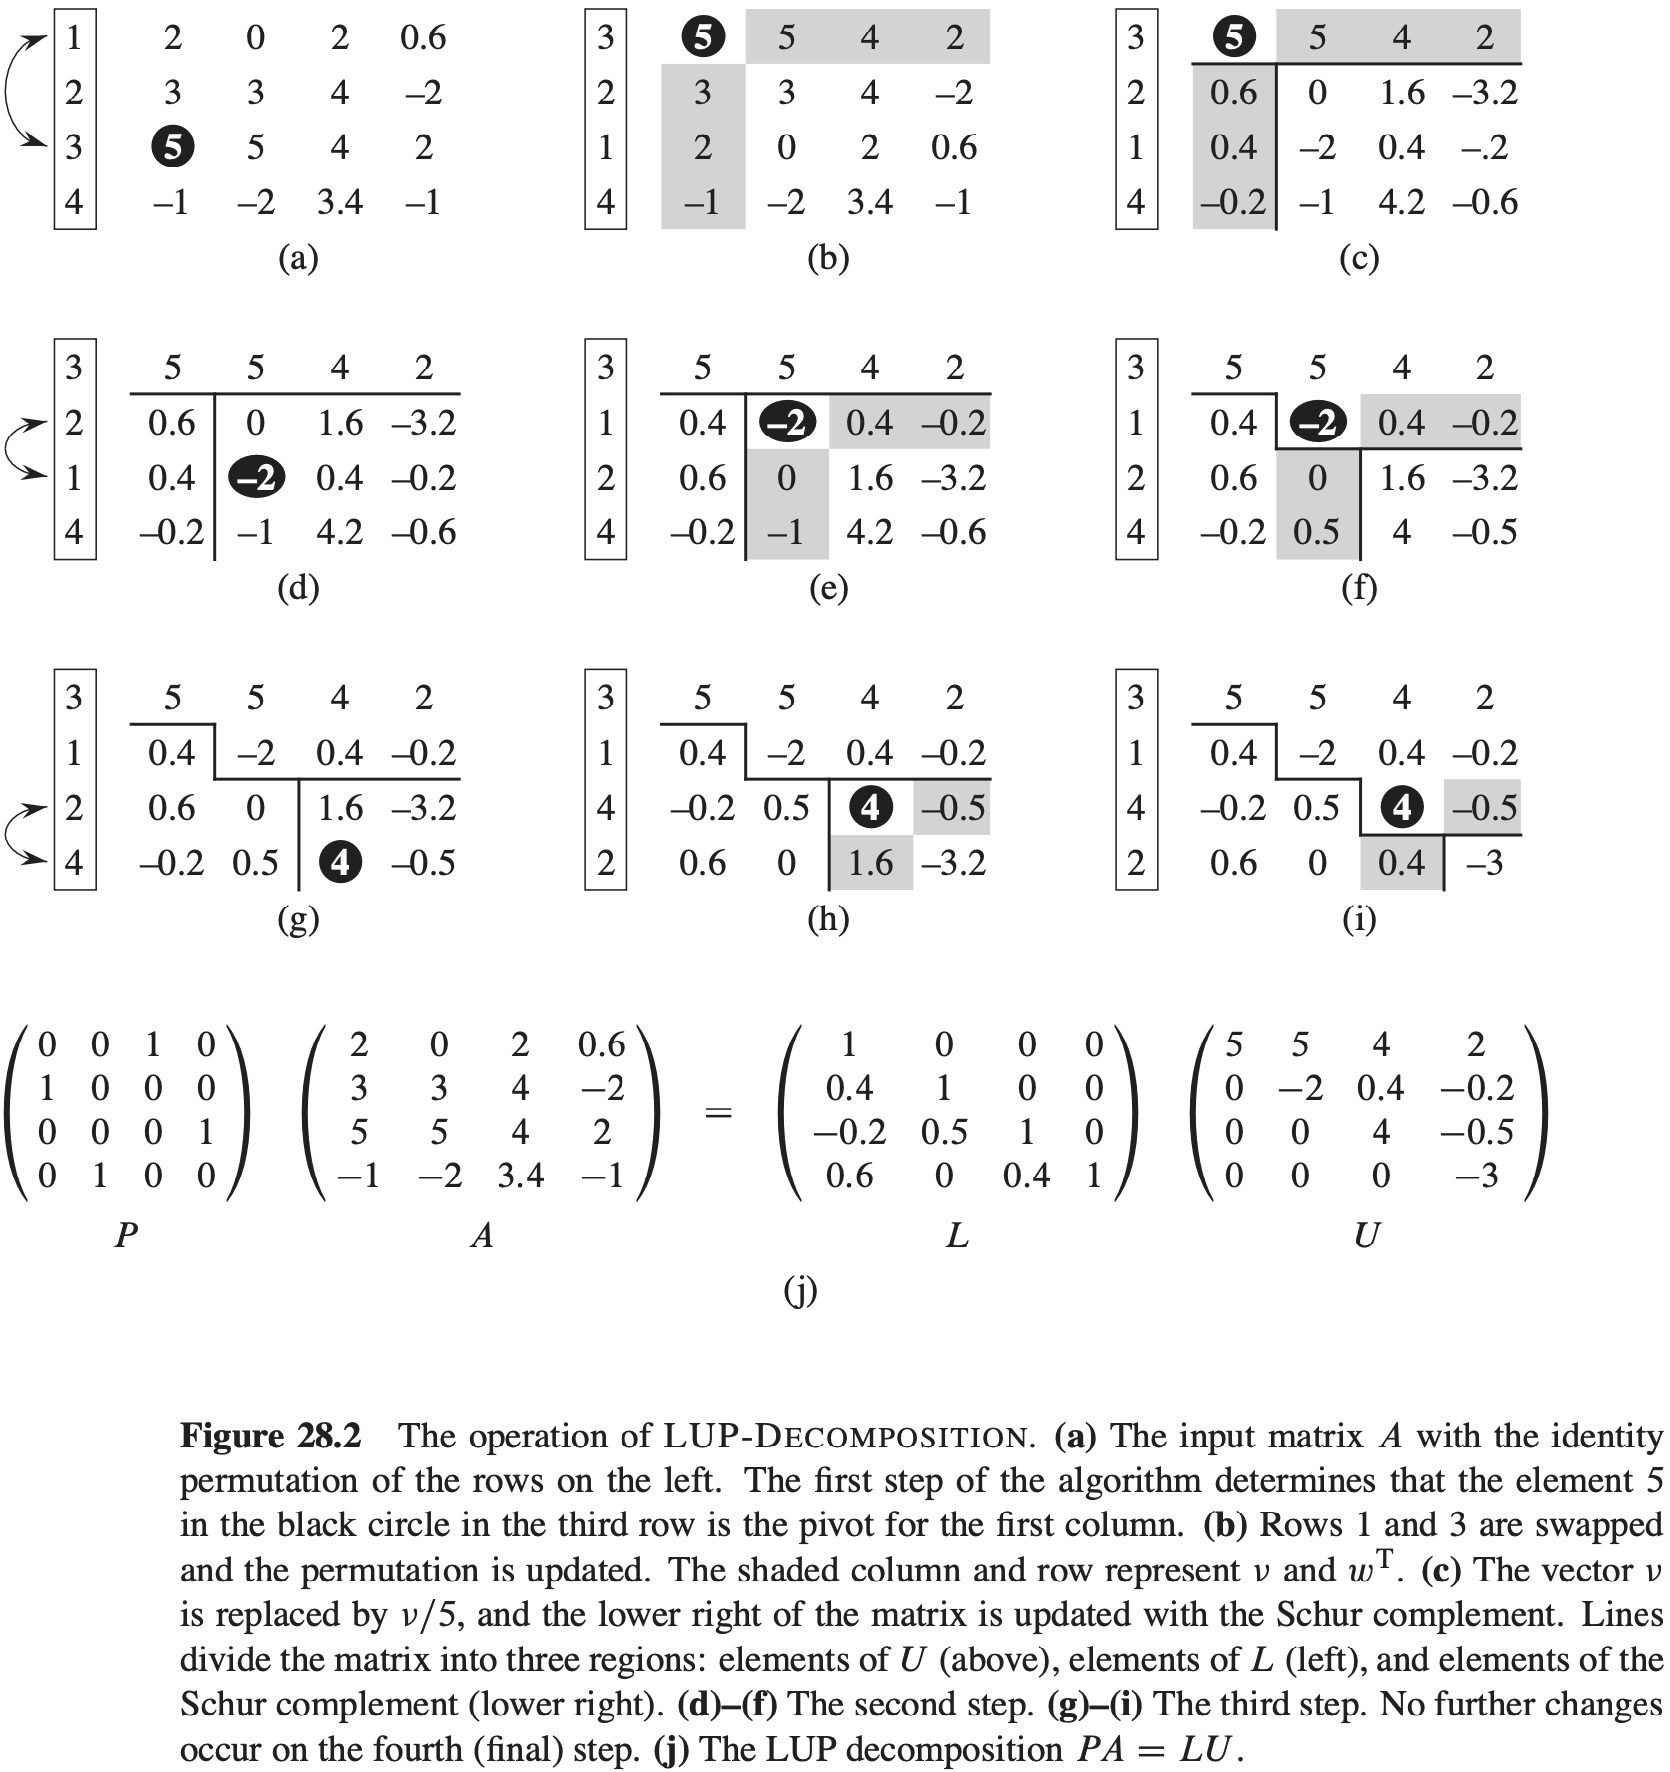 1 2 0 2 0.6 3 5 5 4 2 3 5 5 4 2
2 3 3 4 –2 2 3 3 4 –2 2 0.6 0 1.6 –3.2
3 5 5 4 2 1 2 0 2 0.6 1 0.4 –2 0.4 –.2
4 –1 –2 3.4 –1 4 –1 –2 3.4 –1 4 –0.2 –1 4.2 –0.6
(a) (b) (c)
3 5 5 4 2 3 5 5 4 2 3 5 5 4 2
2 0.6 0 1.6 –3.2 1 0.4 –2 0.4 –0.2 1 0.4 –2 0.4 –0.2
1 0.4 –2 0.4 –0.2 2 0.6 0 1.6 –3.2 2 0.6 0 1.6 –3.2
4 –0.2 –1 4.2 –0.6 4 –0.2 –1 4.2 –0.6 4 –0.2 0.5 4 –0.5
(d) (e) (f)
3 5 5 4 2 3 5 5 4 2 3 5 5 4 2
1 0.4 –2 0.4 –0.2 1 0.4 –2 0.4 –0.2 1 0.4 –2 0.4 –0.2
2 0.6 0 1.6 –3.2 4 –0.2 0.5 4 –0.5 4 –0.2 0.5 4 –0.5
4 –0.2 0.5 4 –0.5 2 0.6 0 1.6 –3.2 2 0.6 0 0.4 –3
(g) (h) (i)
0 0 1 0 2 0 2 0.6 1 0 0 0 5 5 4 2
1 0 0 0 3 3 4 −2 = 0.4 1 0 0 0 −2 0.4 −0.2
0 0 0 1 5 5 4 2 −0.2 0.5 1 0 0 0 4 −0.5
0 1 0 0 −1 −2 3.4 −1 0.6 0 0.4 1 0 0 0 −3
P A L U
(j)
Figure 28.2 The operation of LUP-DECOMPOSITION. (a) The input matrix A with the identity
permutation of the rows on the left. The first step of the algorithm determines that the element 5
in the black circle in the third row is the pivot for the first column. (b) Rows 1 and 3 are swapped
and the permutation is updated. The shaded column and row represent ν and wᵀ. (c) The vector ν
is replaced by ν/5, and the lower right of the matrix is updated with the Schur complement. Lines
divide the matrix into three regions: elements of U (above), elements of L (left), and elements of the
Schur complement (lower right). (d)–(f) The second step. (g)–(i) The third step. No further changes
occur on the fourth (final) step. (j) The LUP decomposition PA = LU.